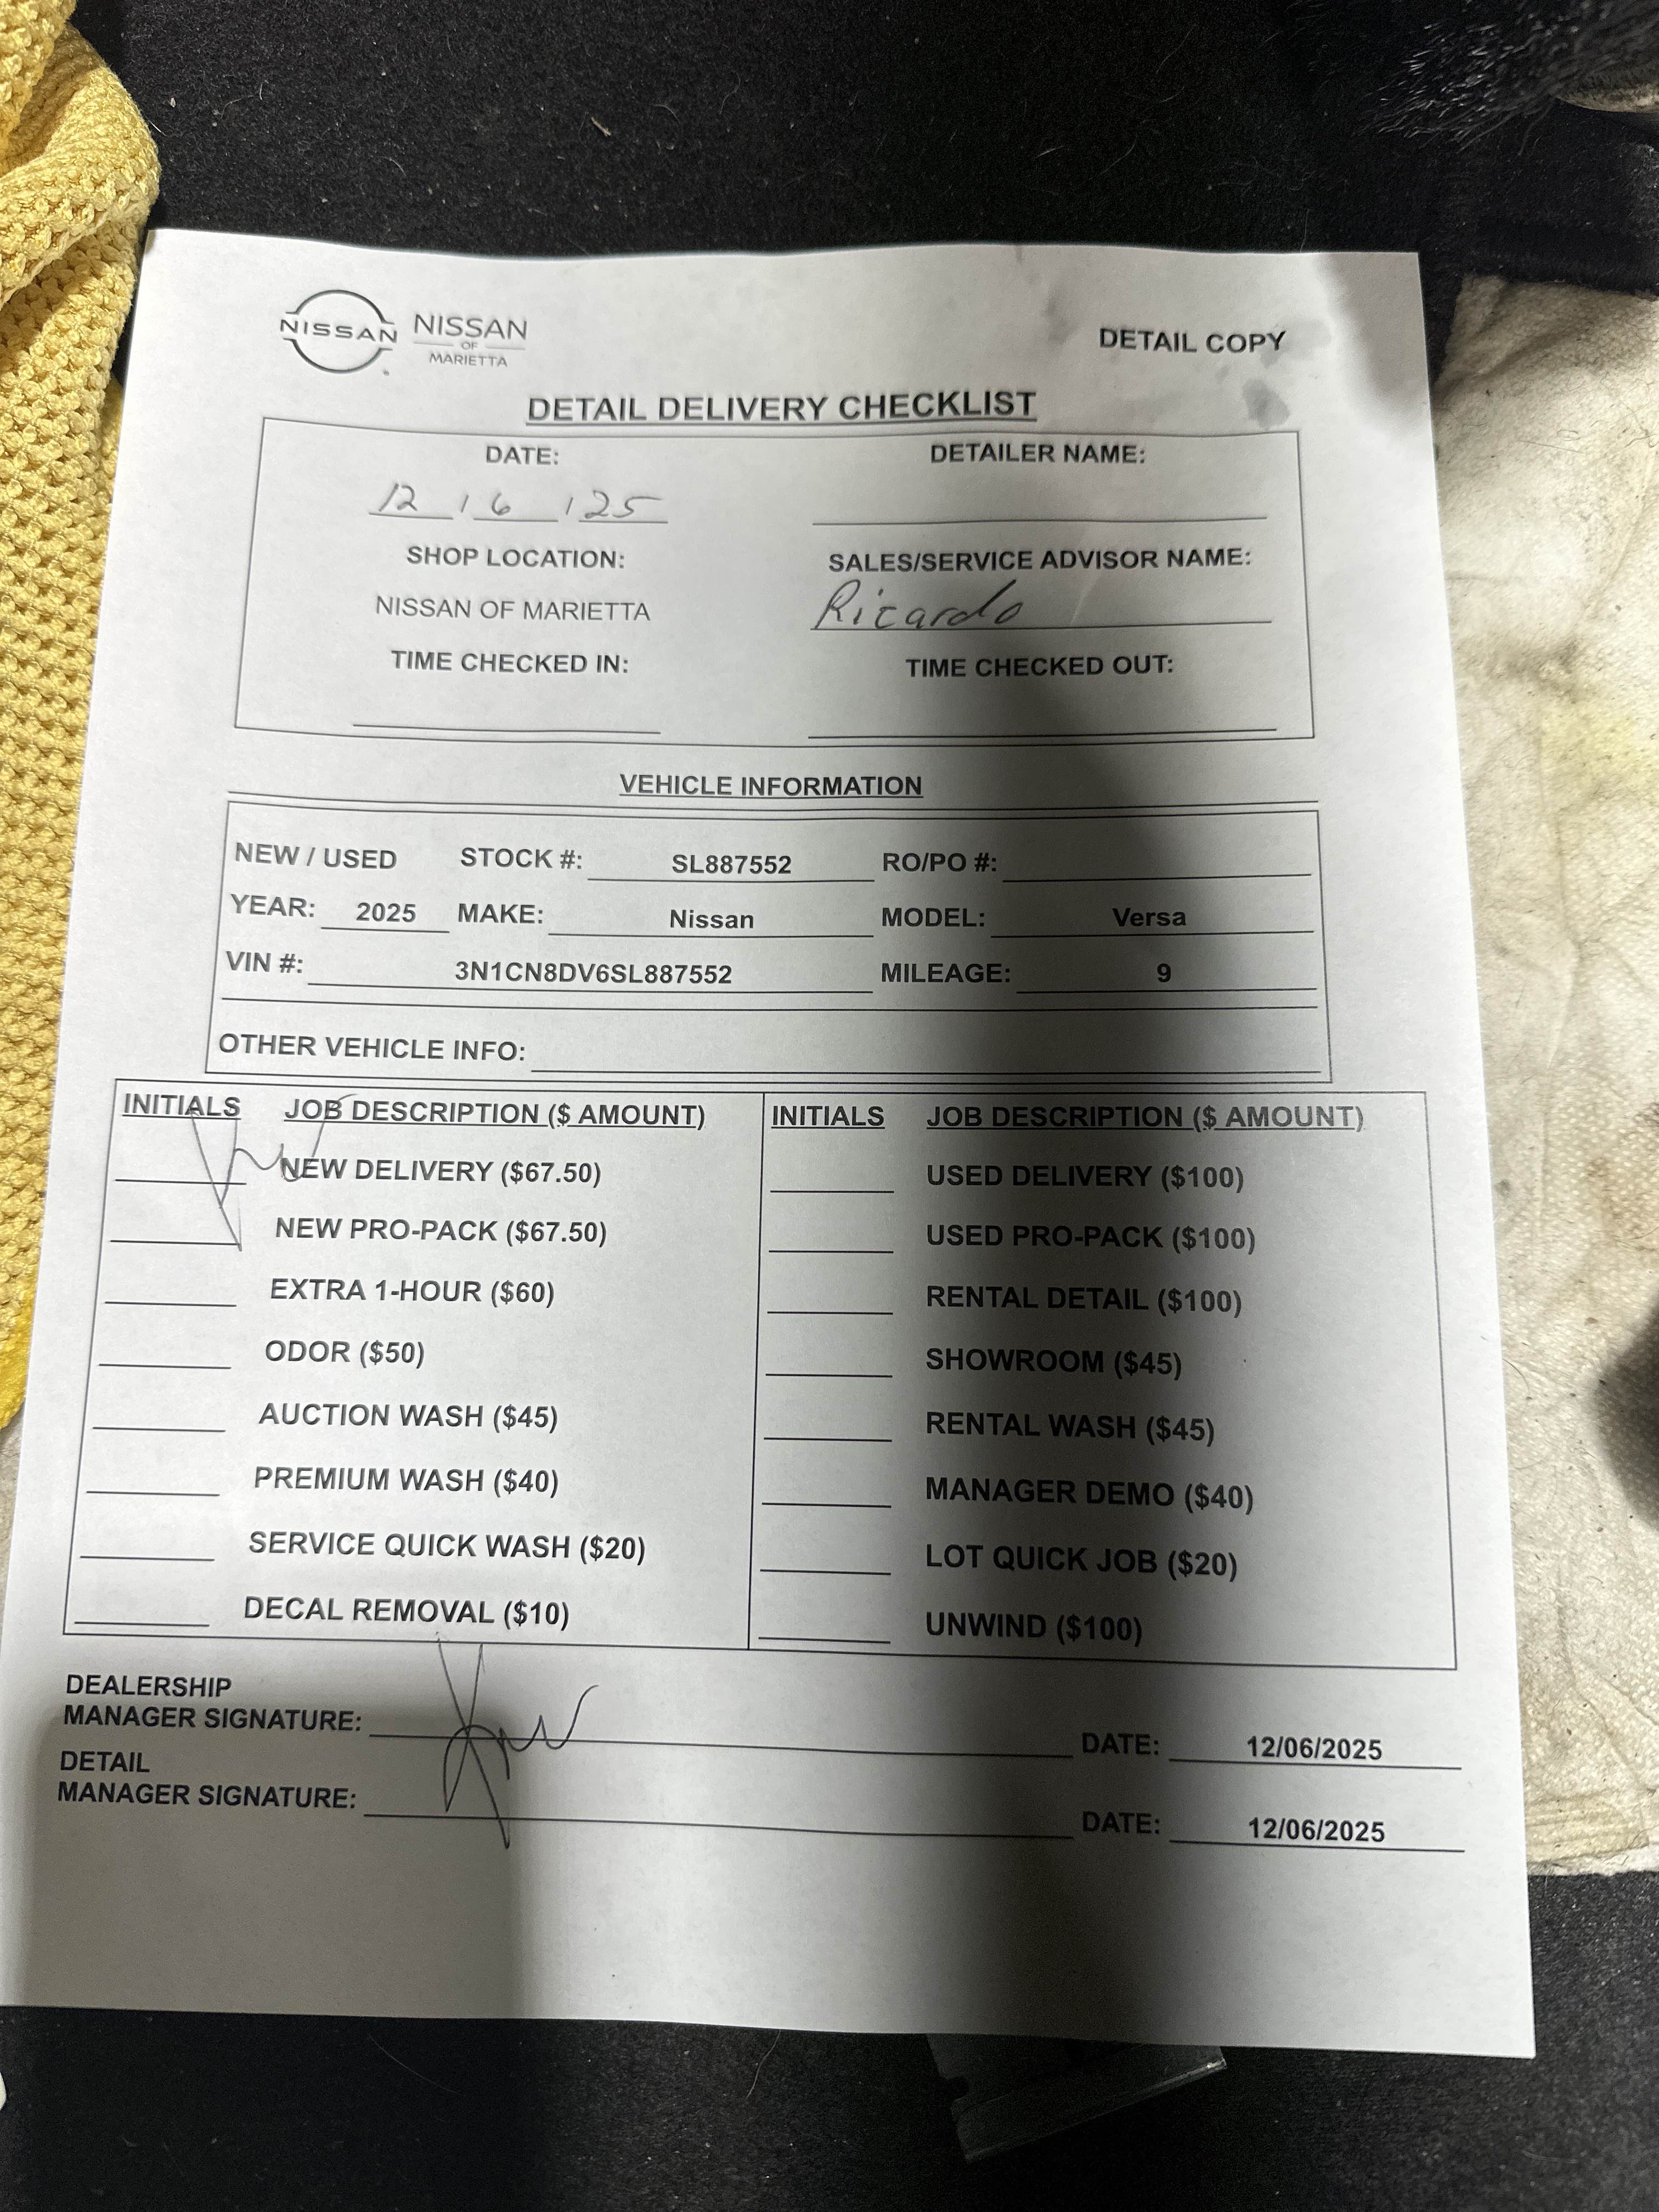 NISSAN NISSAN OF MARIETTA
DETAIL COPY
DETAIL DELIVERY CHECKLIST
DATE: DETAILER NAME:
12 / 6 / 25
SHOP LOCATION: SALES/SERVICE ADVISOR NAME:
NISSAN OF MARIETTA Ricardo
TIME CHECKED IN: TIME CHECKED OUT:
VEHICLE INFORMATION
NEW / USED STOCK #: SL887552 RO/PO #:
YEAR: 2025 MAKE: Nissan MODEL: Versa
VIN #: 3N1CN8DV6SL887552 MILEAGE: 9
OTHER VEHICLE INFO:
INITIALS JOB DESCRIPTION ($ AMOUNT) INITIALS JOB DESCRIPTION ($ AMOUNT)
NEW DELIVERY ($67.50) USED DELIVERY ($100)
NEW PRO-PACK ($67.50) USED PRO-PACK ($100)
EXTRA 1-HOUR ($60) RENTAL DETAIL ($100)
ODOR ($50) SHOWROOM ($45)
AUCTION WASH ($45) RENTAL WASH ($45)
PREMIUM WASH ($40) MANAGER DEMO ($40)
SERVICE QUICK WASH ($20) LOT QUICK JOB ($20)
DECAL REMOVAL ($10) UNWIND ($100)
DEALERSHIP
MANAGER SIGNATURE: DATE: 12/06/2025
DETAIL
MANAGER SIGNATURE: DATE: 12/06/2025